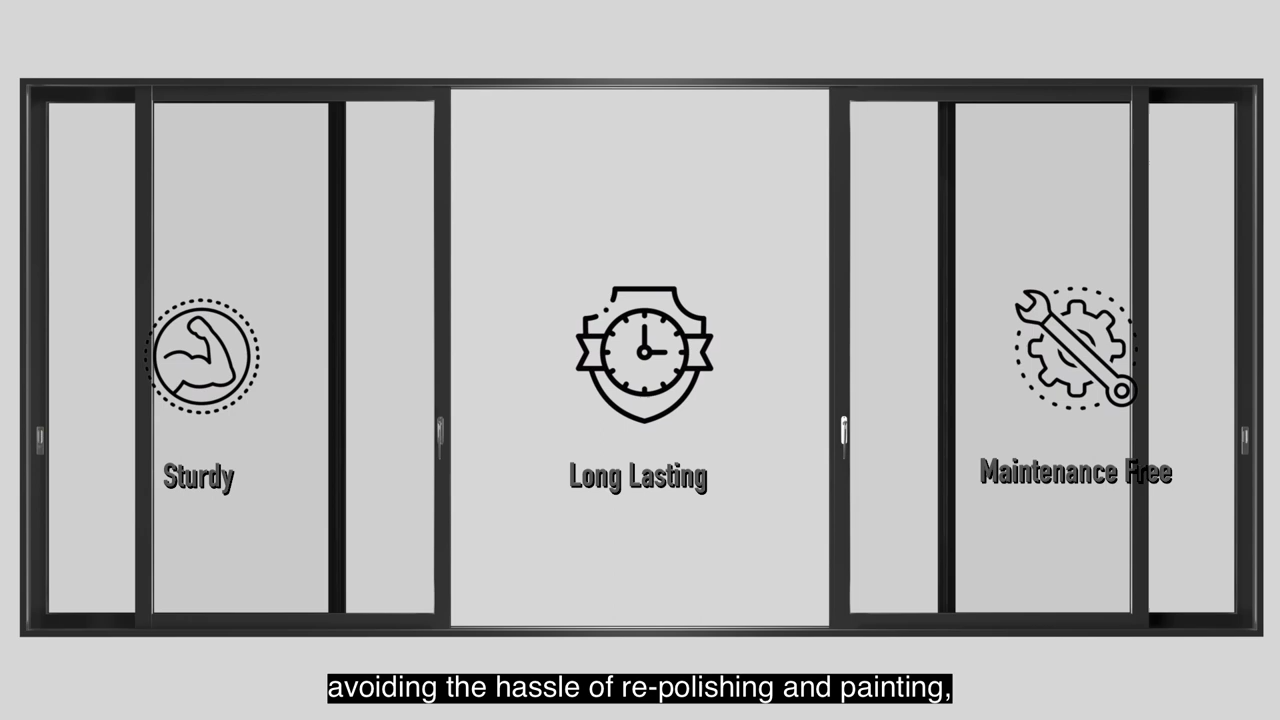 Sturdy
Long Lasting
Maintenance Free
avoiding the hassle of re-polishing and painting,